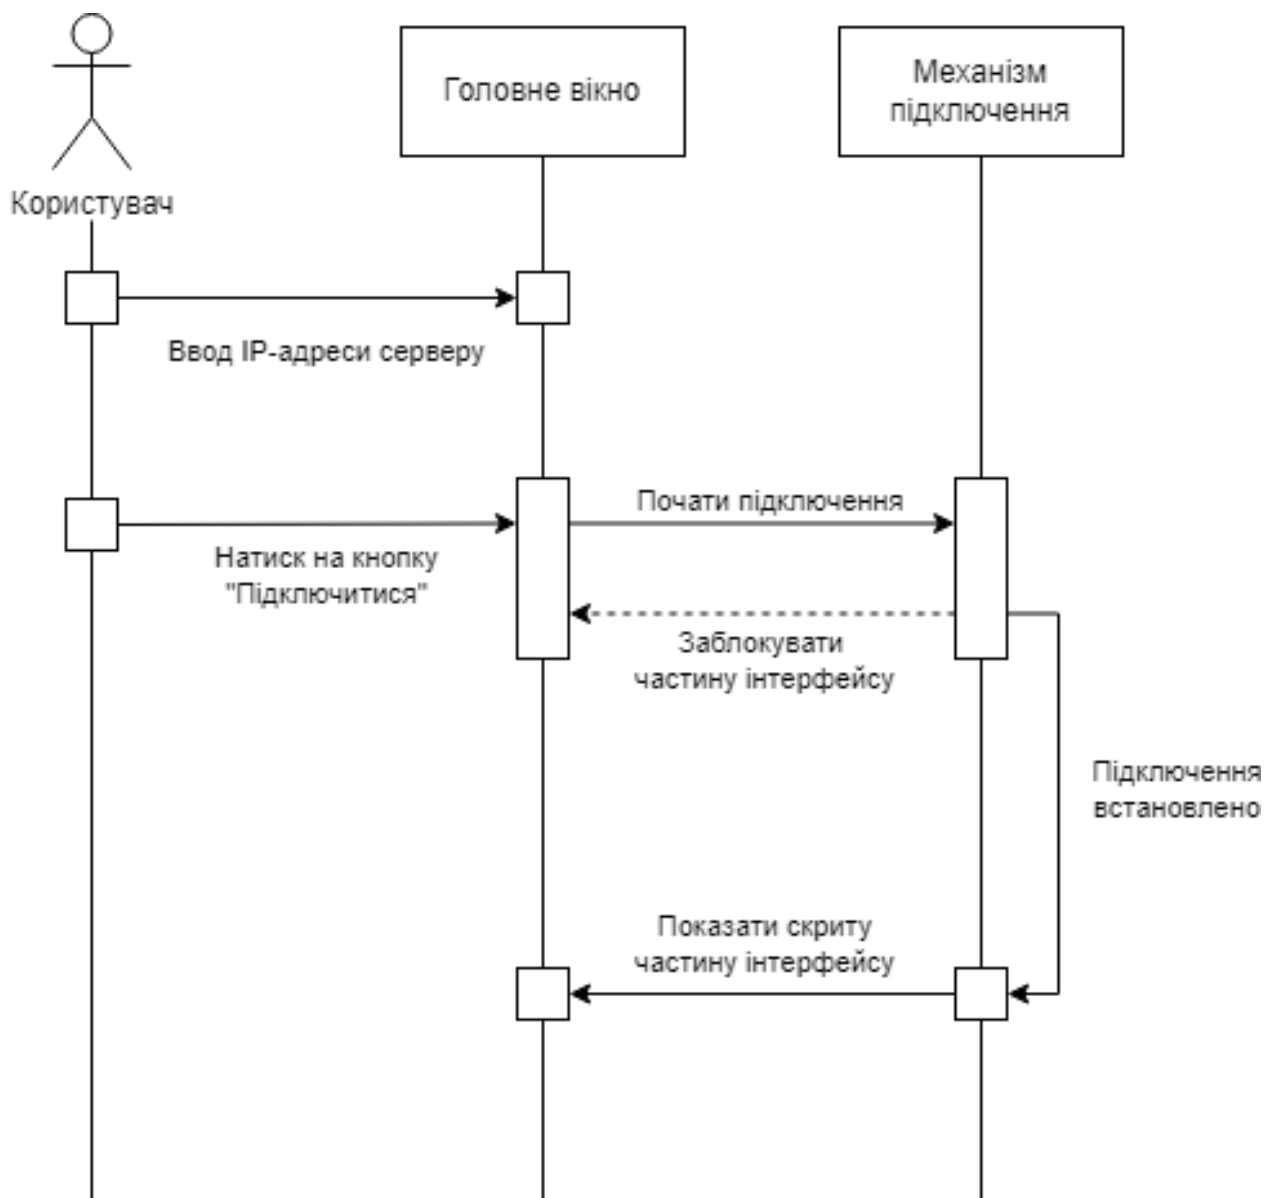 Користувач
Головне вікно
Механізм
підключення
Ввод IP-адреси серверу
Натиск на кнопку
"Підключитися"
Почати підключення
Заблокувати
частину інтерфейсу
Підключення
встановлено
Показати скриту
частину інтерфейсу